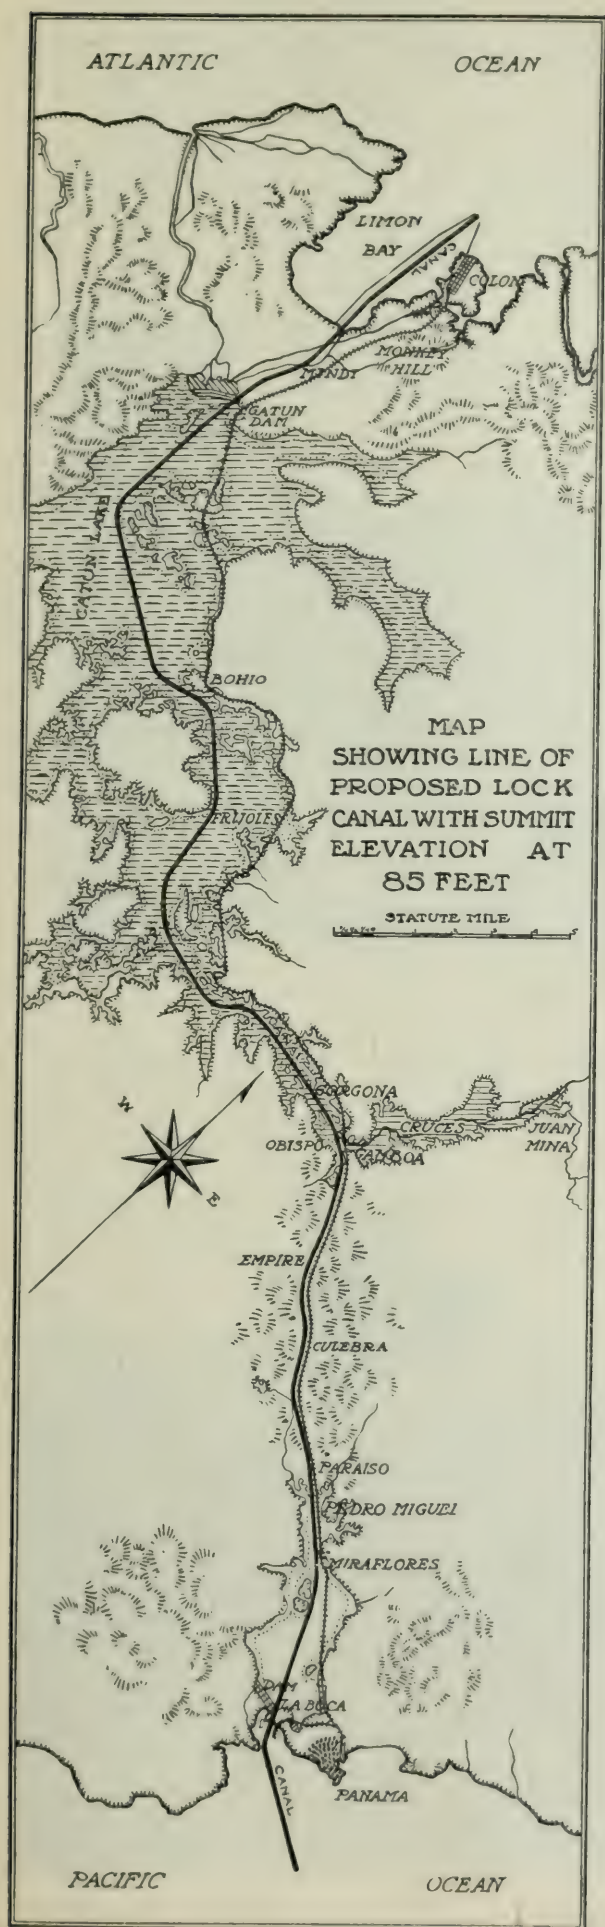 ATLANTIC OCEAN
LIMON
BAY
CANAL
COLON
MONKEY
HILL
MINDI
GATUN
DAM
GATUN LAKE
BOHIO
MAP
SHOWING LINE OF
PROPOSED LOCK
CANAL WITH SUMMIT
ELEVATION AT
85 FEET
STATUTE MILE
FRIJOLES
GORGONA
CRUCES
JUAN
MINA
OBISPO
GAMBOA
W
E
EMPIRE
CULEBRA
PARAISO
PEDRO MIGUEL
MIRAFLORES
DAM
LA BOCA
CANAL
PANAMA
PACIFIC OCEAN